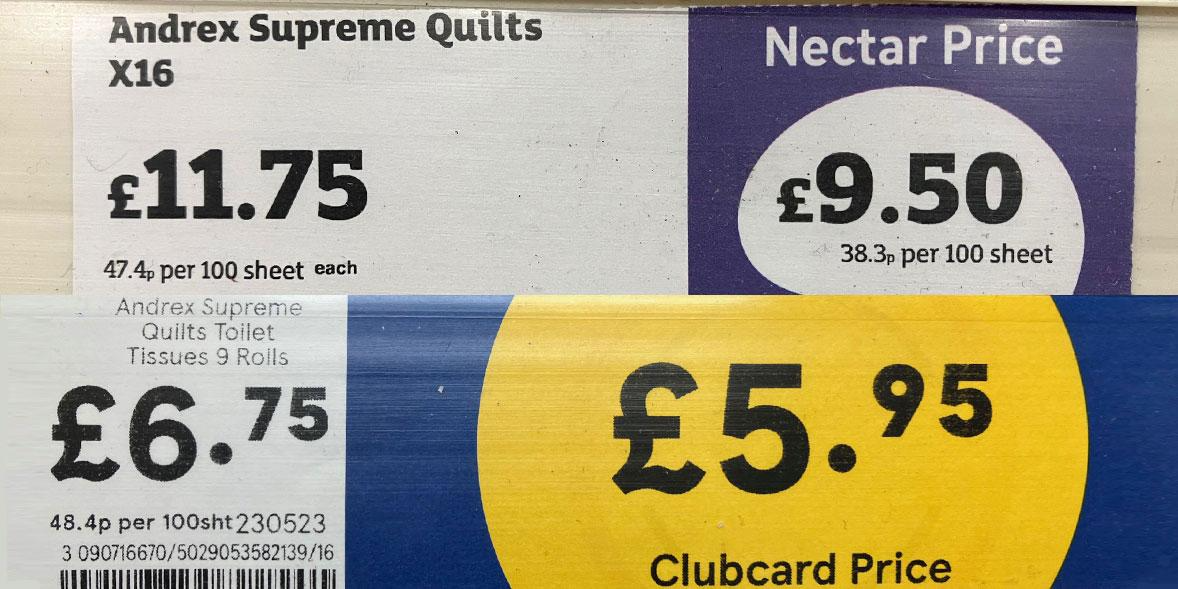 Andrex Supreme Quilts
X16
£11.75
47.4p per 100 sheet each
Nectar Price
£9.50
38.3p per 100 sheet
Andrex Supreme
Quilts Toilet
Tissues 9 Rolls
£6.75
48.4p per 100sht 230523
3 090716670/5029053582139/16
£5.95
Clubcard Price